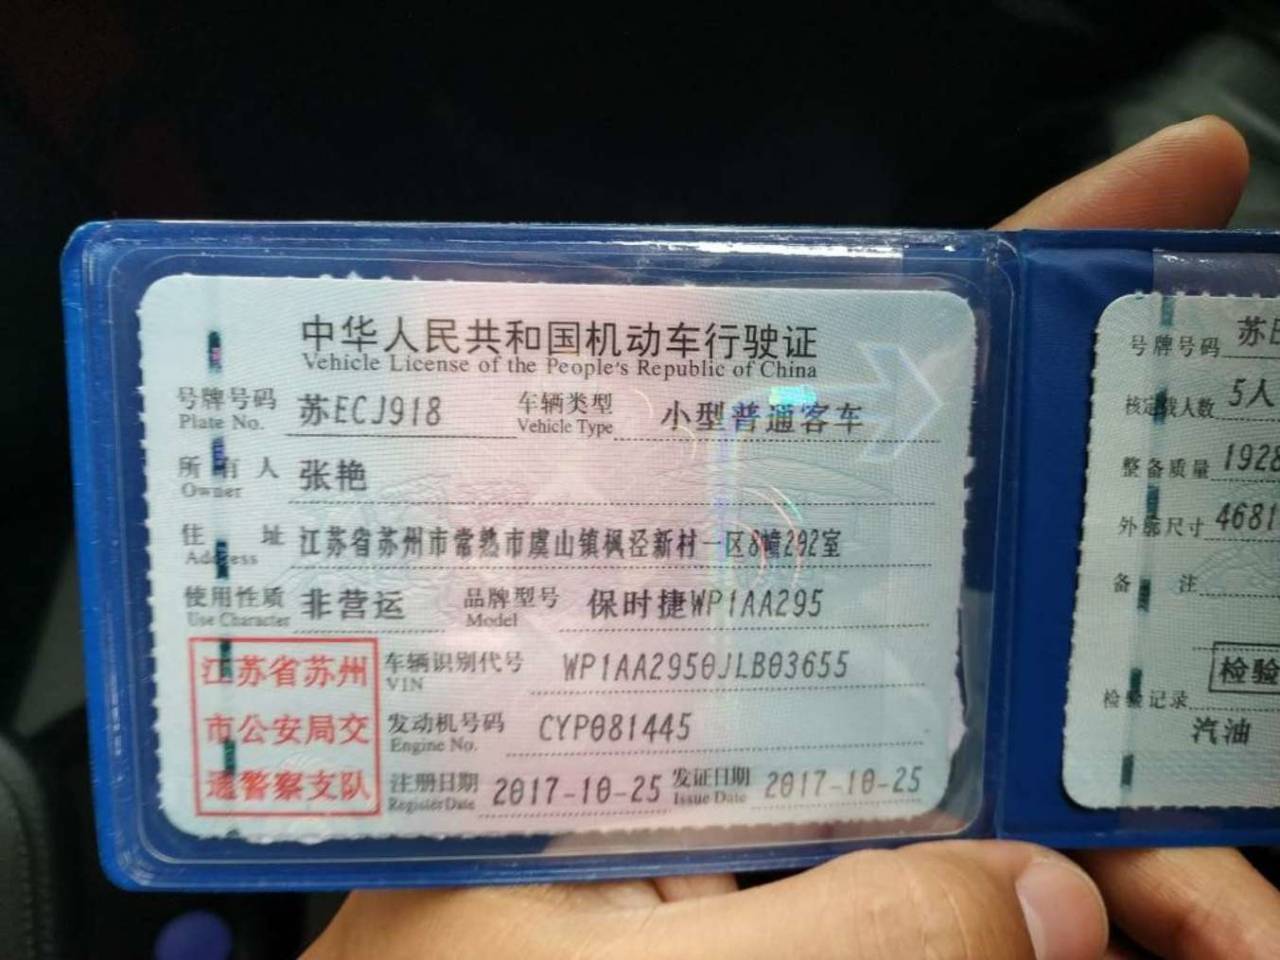 中华人民共和国机动车行驶证
Vehicle License of the People's Republic of China
号牌号码 苏ECJ918 车辆类型 小型普通客车
Plate No. Vehicle Type
所有人 张艳
Owner
住址 江苏省苏州市常熟市虞山镇枫泾新村一区8幢292室
Address
使用性质 非营运 品牌型号 保时捷WP1AA295
Use Character Model
江苏省苏州
市公安局交
通警察支队
车辆识别代号 WP1AA2950JLB03655
VIN
发动机号码 CYP081445
Engine No.
注册日期 2017-10-25 发证日期 2017-10-25
Register Date Issue Date
号牌号码 苏E
核定载人数 5人
整备质量 1928
外廓尺寸 4681
备注
检验
检验记录
汽油